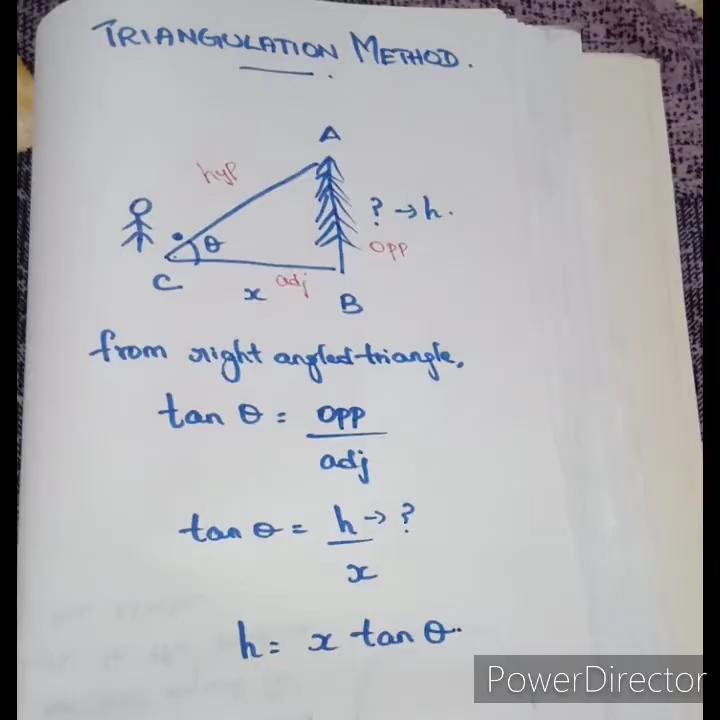 TRIANGULATION METHOD.
A
hyp
? → h.
θ
opp
C
adj
x
B
from right angled triangle,
tan θ = opp
adj
tan θ = h → ?
x
h = x tan θ
PowerDirector